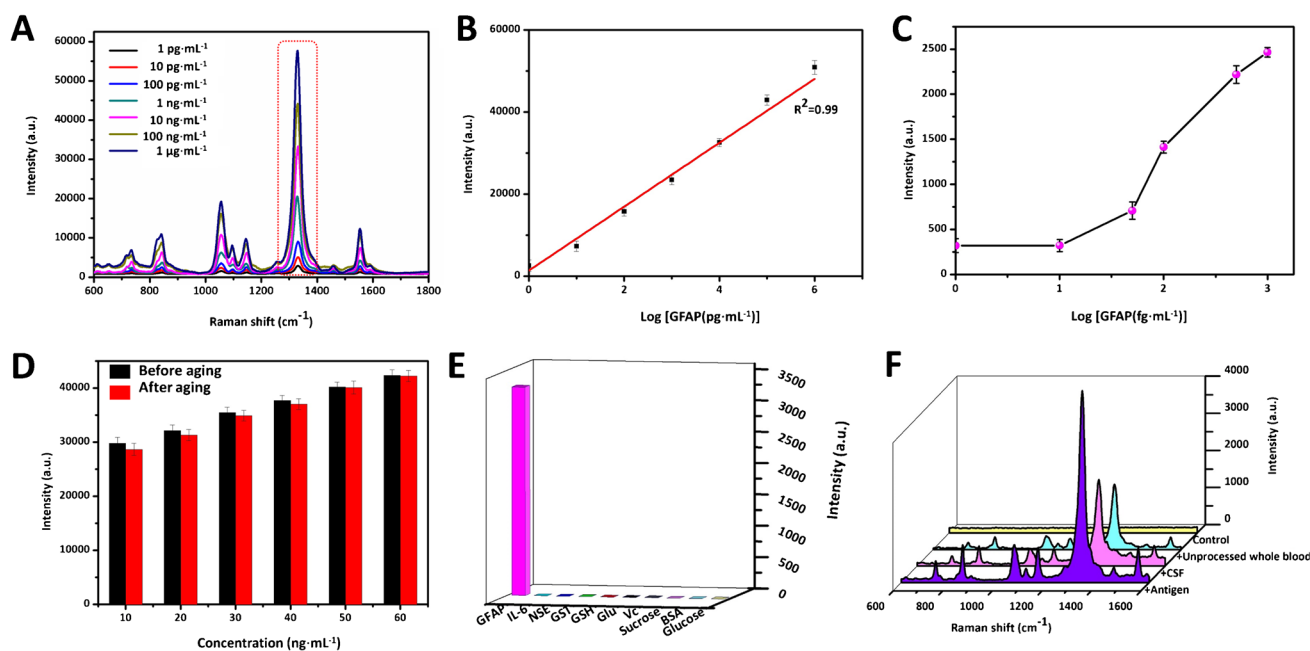 A
1 pg·mL-1
10 pg·mL-1
100 pg·mL-1
1 ng·mL-1
10 ng·mL-1
100 ng·mL-1
1 μg·mL-1
60000
50000
40000
30000
20000
10000
0
Intensity (a.u.)
600 800 1000 1200 1400 1600 1800
Raman shift (cm-1)
B
60000
40000
20000
0
Intensity (a.u.)
R2=0.99
0 2 4 6
Log [GFAP(pg·mL-1)]
C
2500
2000
1500
1000
500
0
Intensity (a.u.)
0 1 2 3
Log [GFAP(fg·mL-1)]
D
Before aging
After aging
40000
30000
20000
10000
0
Intensity (a.u.)
10 20 30 40 50 60
Concentration (ng·mL-1)
E
3500
3000
2500
2000
1500
1000
500
0
Intensity (a.u.)
GFAP IL-6 NSE GST GSH Glu Vc Sucrose BSA Glucose
F
4000
3000
2000
1000
0
Intensity (a.u.)
Control
+Unprocessed whole blood
+CSF
+Antigen
600 800 1000 1200 1400 1600
Raman shift (cm-1)